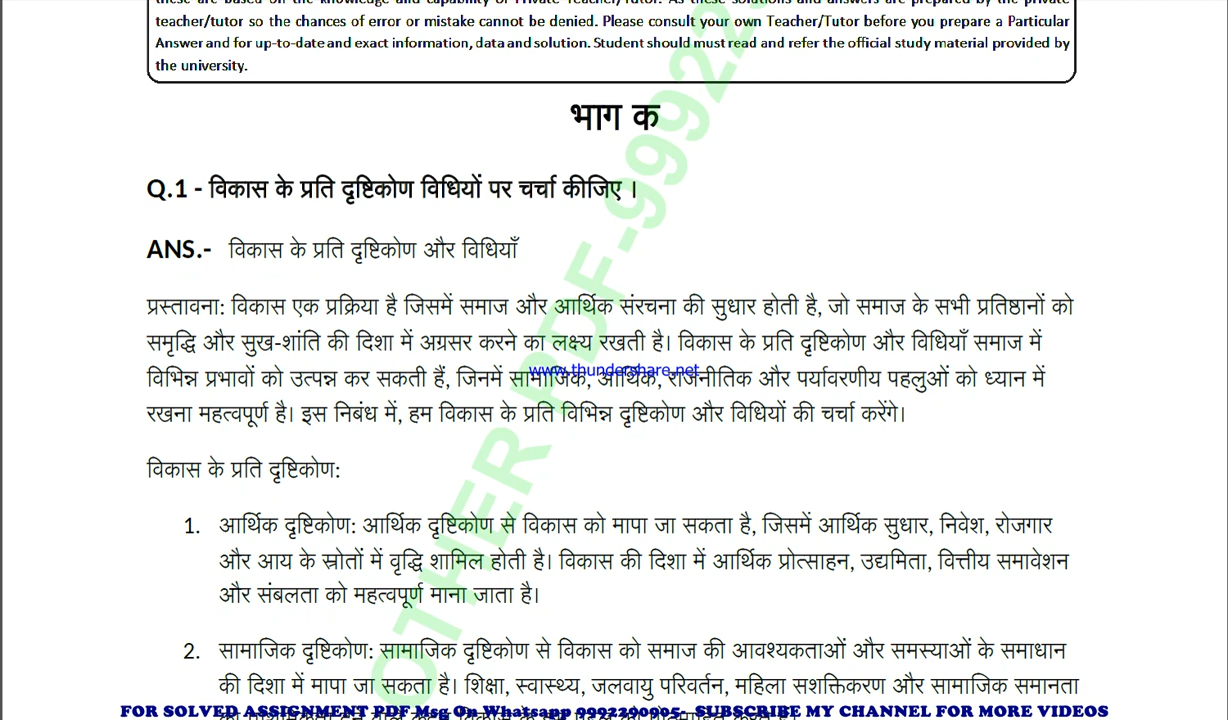 these are based on the knowledge and capability of Private Teacher/Tutor. As these solutions and answers are prepared by the private
teacher/tutor so the chances of error or mistake cannot be denied. Please consult your own Teacher/Tutor before you prepare a Particular
Answer and for up-to-date and exact information, data and solution. Student should must read and refer the official study material provided by
the university.
भाग क
Q.1 - विकास के प्रति दृष्टिकोण विधियों पर चर्चा कीजिए ।
ANS.- विकास के प्रति दृष्टिकोण और विधियाँ
प्रस्तावना: विकास एक प्रक्रिया है जिसमें समाज और आर्थिक संरचना की सुधार होती है, जो समाज के सभी प्रतिष्ठानों को
समृद्धि और सुख-शांति की दिशा में अग्रसर करने का लक्ष्य रखती है। विकास के प्रति दृष्टिकोण और विधियाँ समाज में
विभिन्न प्रभावों को उत्पन्न कर सकती हैं, जिनमें सामाजिक, आर्थिक, राजनीतिक और पर्यावरणीय पहलुओं को ध्यान में
www.thundershare.net
रखना महत्वपूर्ण है। इस निबंध में, हम विकास के प्रति विभिन्न दृष्टिकोण और विधियों की चर्चा करेंगे।
विकास के प्रति दृष्टिकोण:
1. आर्थिक दृष्टिकोण: आर्थिक दृष्टिकोण से विकास को मापा जा सकता है, जिसमें आर्थिक सुधार, निवेश, रोजगार
और आय के स्रोतों में वृद्धि शामिल होती है। विकास की दिशा में आर्थिक प्रोत्साहन, उद्यमिता, वित्तीय समावेशन
और संबलता को महत्वपूर्ण माना जाता है।
2. सामाजिक दृष्टिकोण: सामाजिक दृष्टिकोण से विकास को समाज की आवश्यकताओं और समस्याओं के समाधान
की दिशा में मापा जा सकता है। शिक्षा, स्वास्थ्य, जलवायु परिवर्तन, महिला सशक्तिकरण और सामाजिक समानता
FOR SOLVED ASSIGNMENT PDF Msg On Whatsapp 9992290905- SUBSCRIBE MY CHANNEL FOR MORE VIDEOS
OTHER PDF-99922